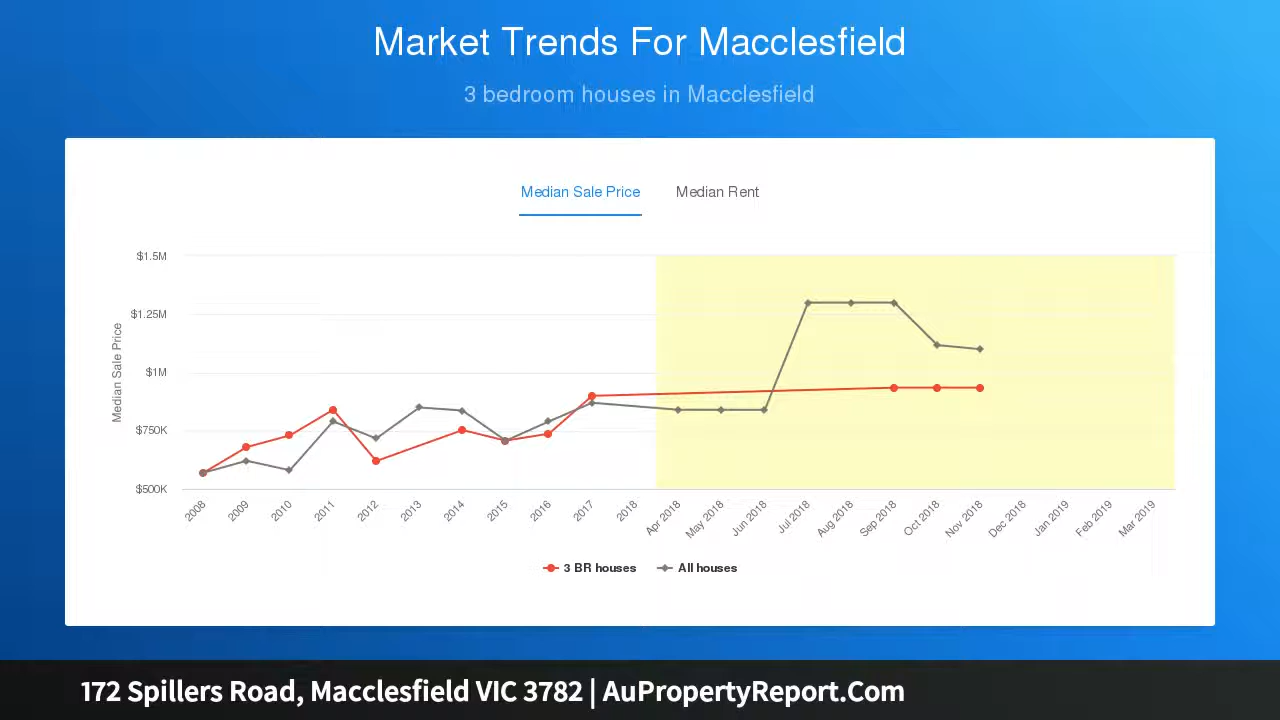 Market Trends For Macclesfield
3 bedroom houses in Macclesfield
Median Sale Price Median Rent
Median Sale Price
$1.5M
$1.25M
$1M
$750K
$500K
2008 2009 2010 2011 2012 2013 2014 2015 2016 2017 2018 Apr 2018 May 2018 Jun 2018 Jul 2018 Aug 2018 Sep 2018 Oct 2018 Nov 2018 Dec 2018 Jan 2019 Feb 2019 Mar 2019
3 BR houses All houses
172 Spillers Road, Macclesfield VIC 3782 | AuPropertyReport.Com